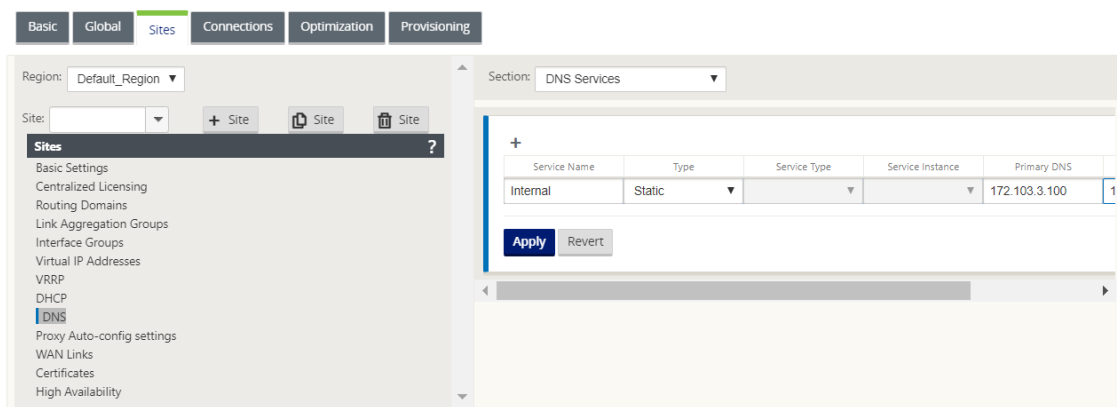 Basic Global Sites Connections Optimization Provisioning
Region: Default_Region
Site: + Site Site Site
Sites ?
Basic Settings
Centralized Licensing
Routing Domains
Link Aggregation Groups
Interface Groups
Virtual IP Addresses
VRRP
DHCP
DNS
Proxy Auto-config settings
WAN Links
Certificates
High Availability
Section: DNS Services
+
Service Name Type Service Type Service Instance Primary DNS
Internal Static 172.103.3.100 1
Apply Revert